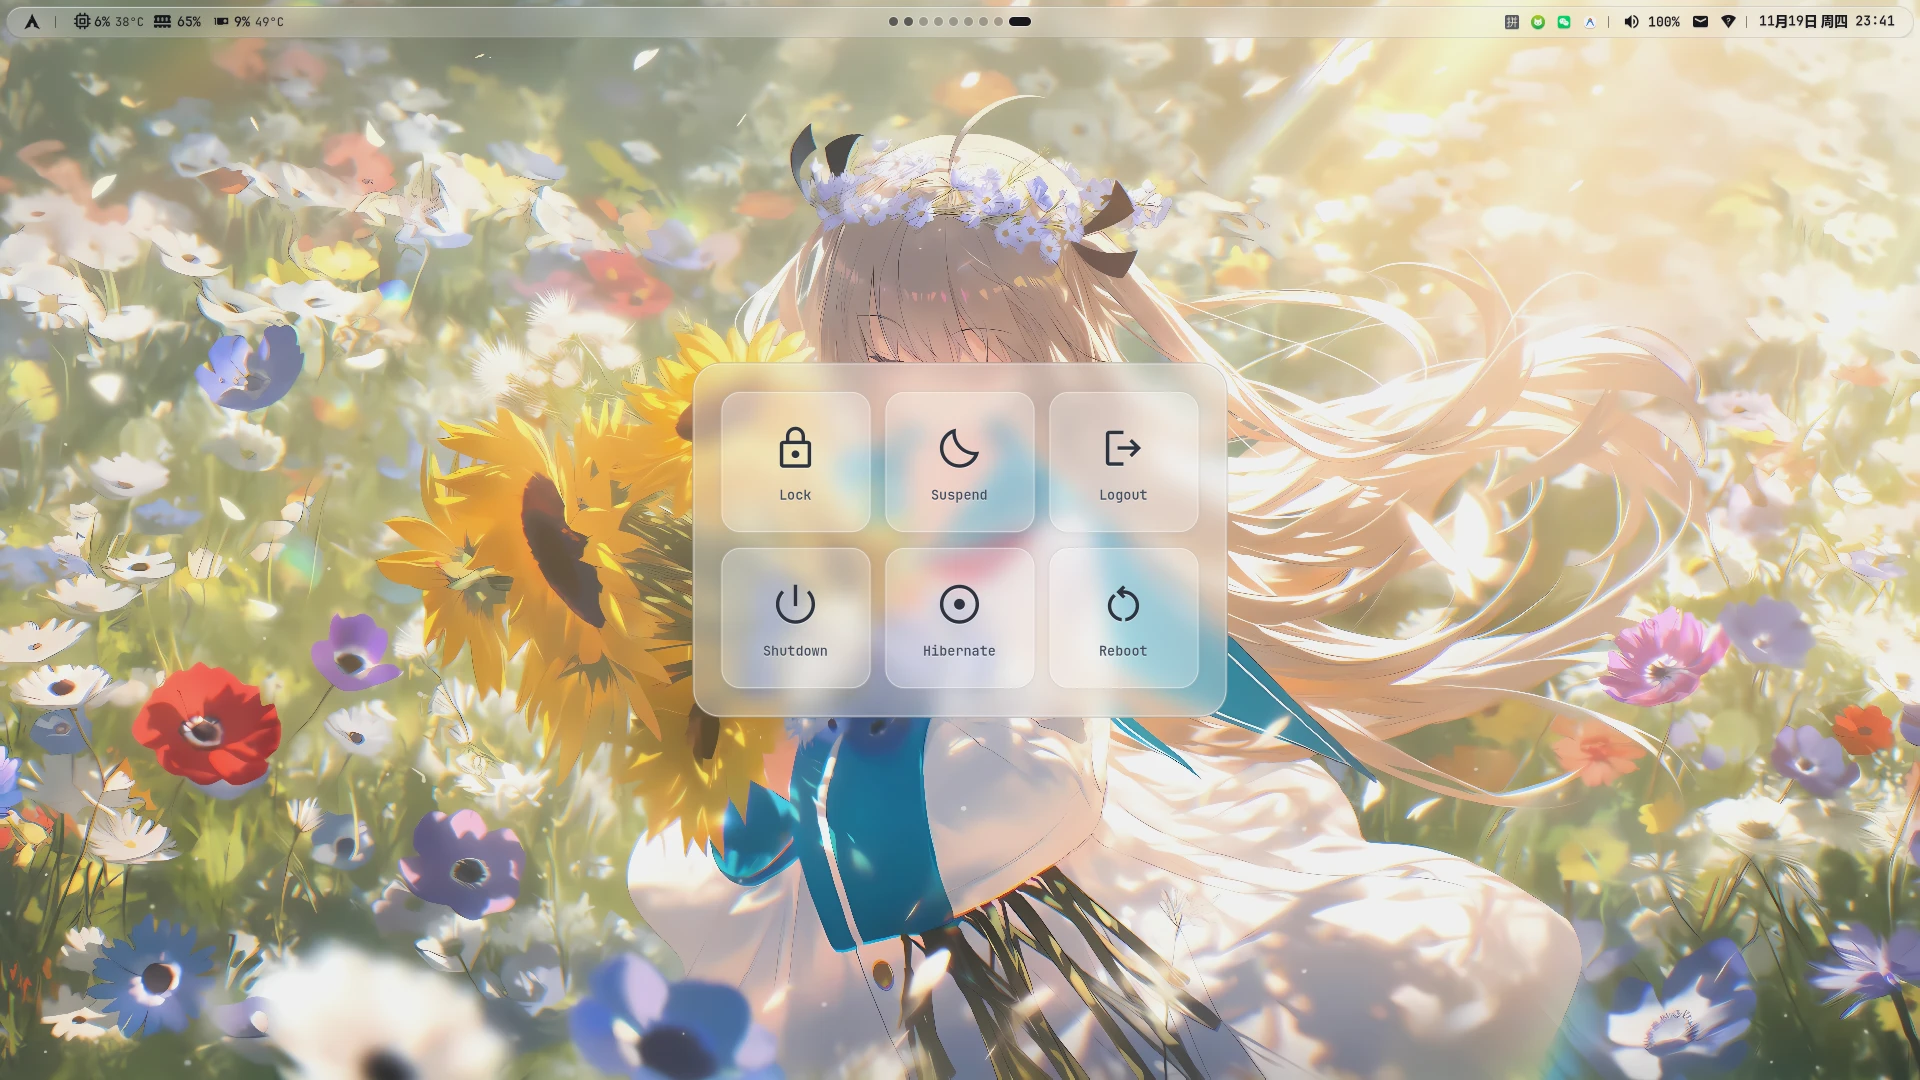 6% 38°C 65% 9% 49°C
拼 100% 11月19日 周四 23:41
Lock Suspend Logout
Shutdown Hibernate Reboot